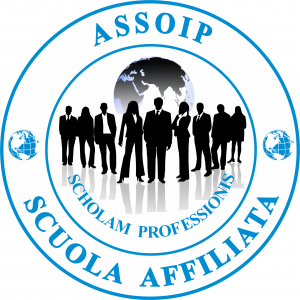 ASSOIP
SCHOLAM PROFESSIONIS
SCUOLA AFFILIATA